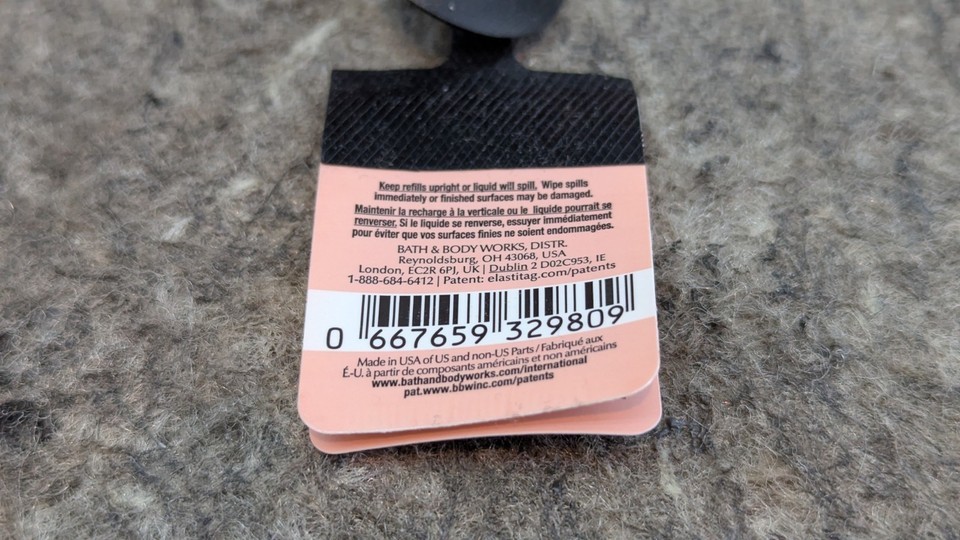 Keep refills upright or liquid will spill. Wipe spills
immediately or finished surfaces may be damaged.
Maintenir la recharge à la verticale ou le liquide pourrait se
renverser. Si le liquide se renverse, essuyer immédiatement
pour éviter que vos surfaces finies ne soient endommagées.
BATH & BODY WORKS, DISTR.
Reynoldsburg, OH 43068, USA
London, EC2R 6PJ, UK | Dublin 2 D02C953, IE
1-888-684-6412 | Patent: elastitag.com/patents
0 667659 329809
Made in USA of US and non-US Parts / Fabriqué aux
É.-U. à partir de composants américains et non américains
www.bathandbodyworks.com/international
pat.www.bbwinc.com/patents